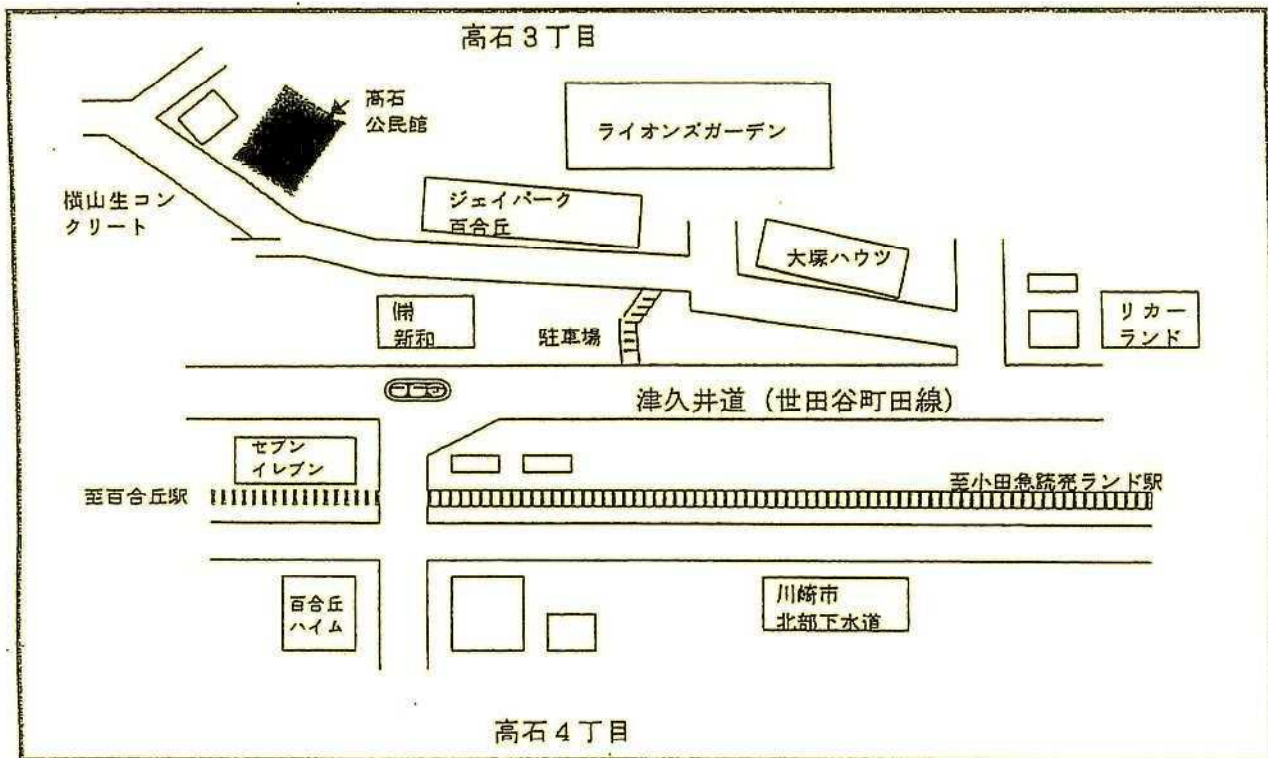 高石3丁目
高石
公民館
ライオンズガーデン
横山生コン
クリート
ジェイパーク
百合丘
大塚ハウツ
㈲
新和
駐車場
リカー
ランド
津久井道（世田谷町田線）
セブン
イレブン
至百合丘駅
至小田急読売ランド駅
百合丘
ハイム
川崎市
北部下水道
高石4丁目